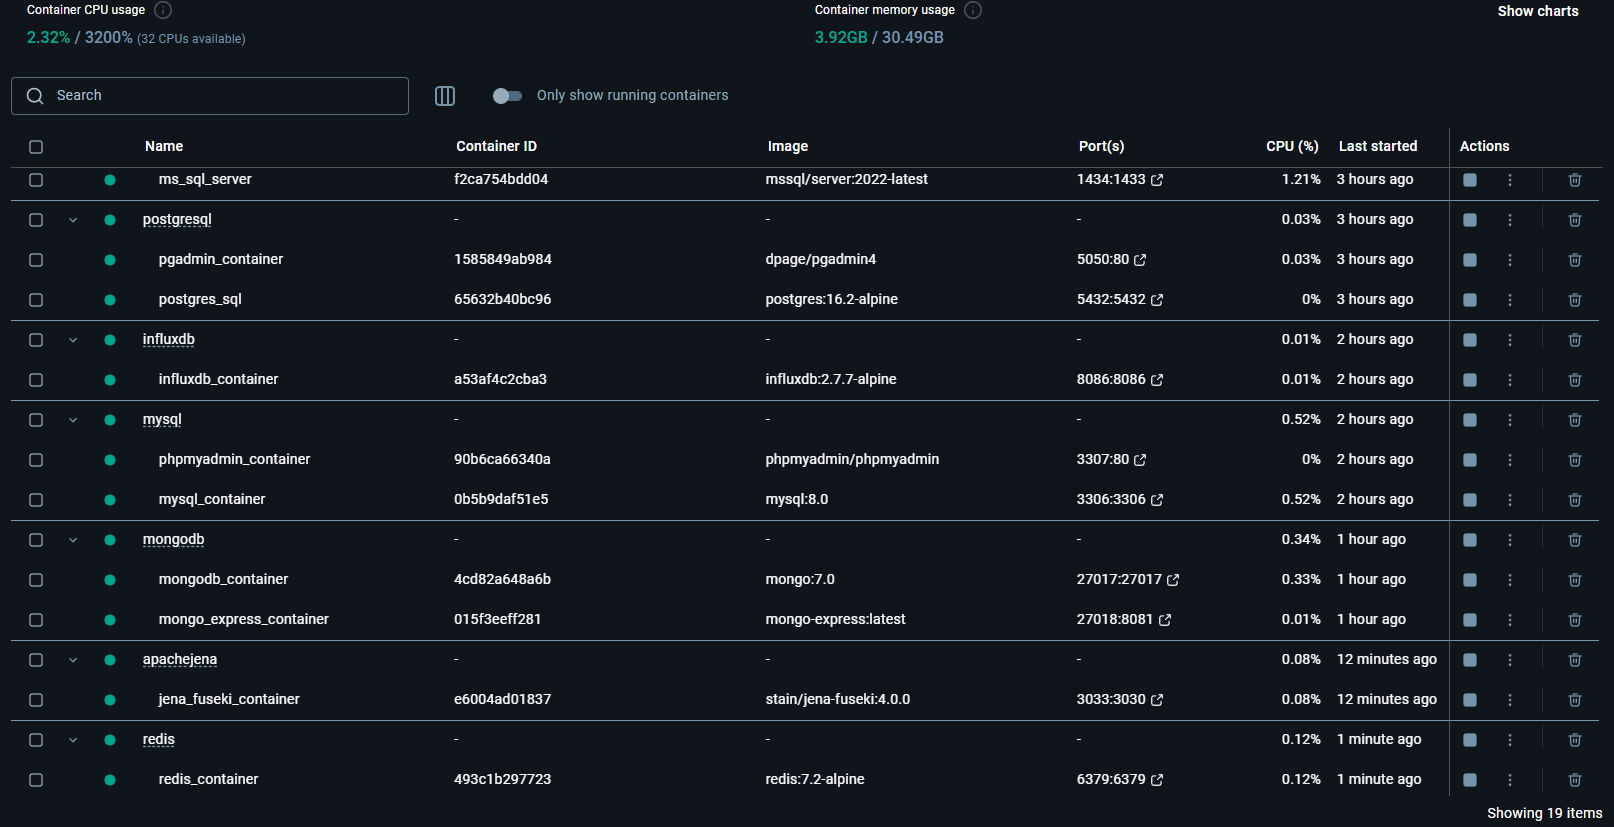 Container CPU usage
Container memory usage
Show charts
2.32% / 3200% (32 CPUs available)
3.92GB / 30.49GB
Search
Only show running containers
Name Container ID Image Port(s) CPU (%) Last started Actions
ms_sql_server f2ca754bdd04 mssql/server:2022-latest 1434:1433 1.21% 3 hours ago
postgresql - - - 0.03% 3 hours ago
pgadmin_container 1585849ab984 dpage/pgadmin4 5050:80 0.03% 3 hours ago
postgres_sql 65632b40bc96 postgres:16.2-alpine 5432:5432 0% 3 hours ago
influxdb - - - 0.01% 2 hours ago
influxdb_container a53af4c2cba3 influxdb:2.7.7-alpine 8086:8086 0.01% 2 hours ago
mysql - - - 0.52% 2 hours ago
phpmyadmin_container 90b6ca66340a phpmyadmin/phpmyadmin 3307:80 0% 2 hours ago
mysql_container 0b5b9daf51e5 mysql:8.0 3306:3306 0.52% 2 hours ago
mongodb - - - 0.34% 1 hour ago
mongodb_container 4cd82a648a6b mongo:7.0 27017:27017 0.33% 1 hour ago
mongo_express_container 015f3eeff281 mongo-express:latest 27018:8081 0.01% 1 hour ago
apachejena - - - 0.08% 12 minutes ago
jena_fuseki_container e6004ad01837 stain/jena-fuseki:4.0.0 3033:3030 0.08% 12 minutes ago
redis - - - 0.12% 1 minute ago
redis_container 493c1b297723 redis:7.2-alpine 6379:6379 0.12% 1 minute ago
Showing 19 items